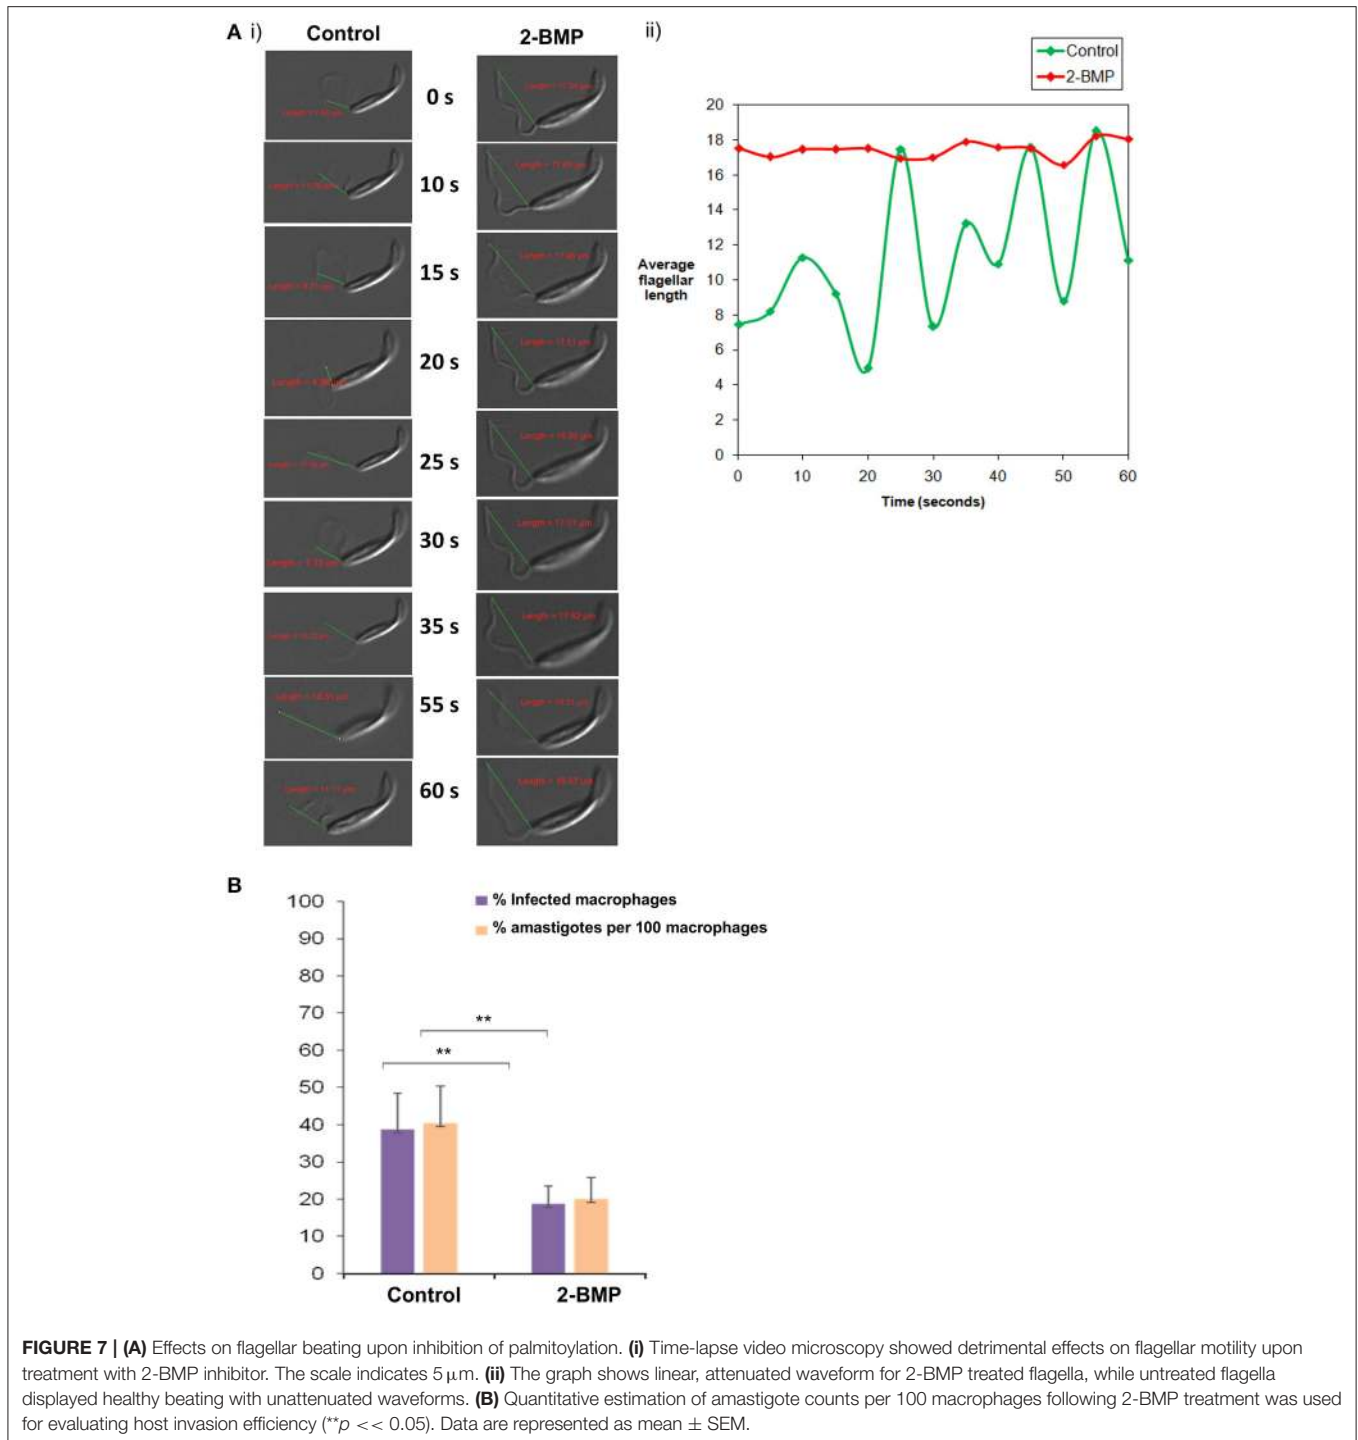 A i) Control 2-BMP ii)
0 s
10 s
15 s
20 s
25 s
30 s
35 s
55 s
60 s
Control
2-BMP
20
18
16
14
12
10
8
6
4
2
0
Average
flagellar
length
0 10 20 30 40 50 60
Time (seconds)
B
% Infected macrophages
% amastigotes per 100 macrophages
100
90
80
70
60
50
40
30
20
10
0
**
**
Control 2-BMP
FIGURE 7 | (A) Effects on flagellar beating upon inhibition of palmitoylation. (i) Time-lapse video microscopy showed detrimental effects on flagellar motility upon
treatment with 2-BMP inhibitor. The scale indicates 5 μm. (ii) The graph shows linear, attenuated waveform for 2-BMP treated flagella, while untreated flagella
displayed healthy beating with unattenuated waveforms. (B) Quantitative estimation of amastigote counts per 100 macrophages following 2-BMP treatment was used
for evaluating host invasion efficiency (**p << 0.05). Data are represented as mean ± SEM.